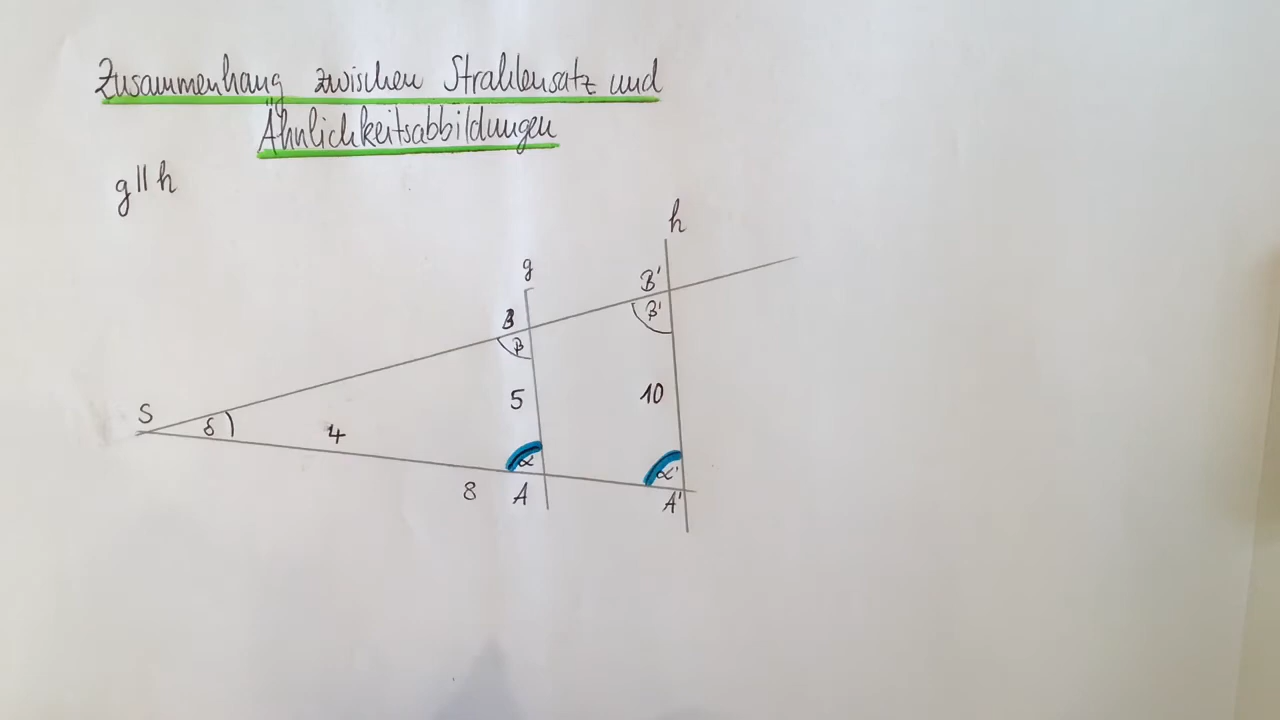 Zusammenhang zwischen Strahlensatz und
Ähnlichkeitsabbildungen
g || h
h
g
B'
β'
B
β
5
10
S
δ
4
α
α'
8
A
A'